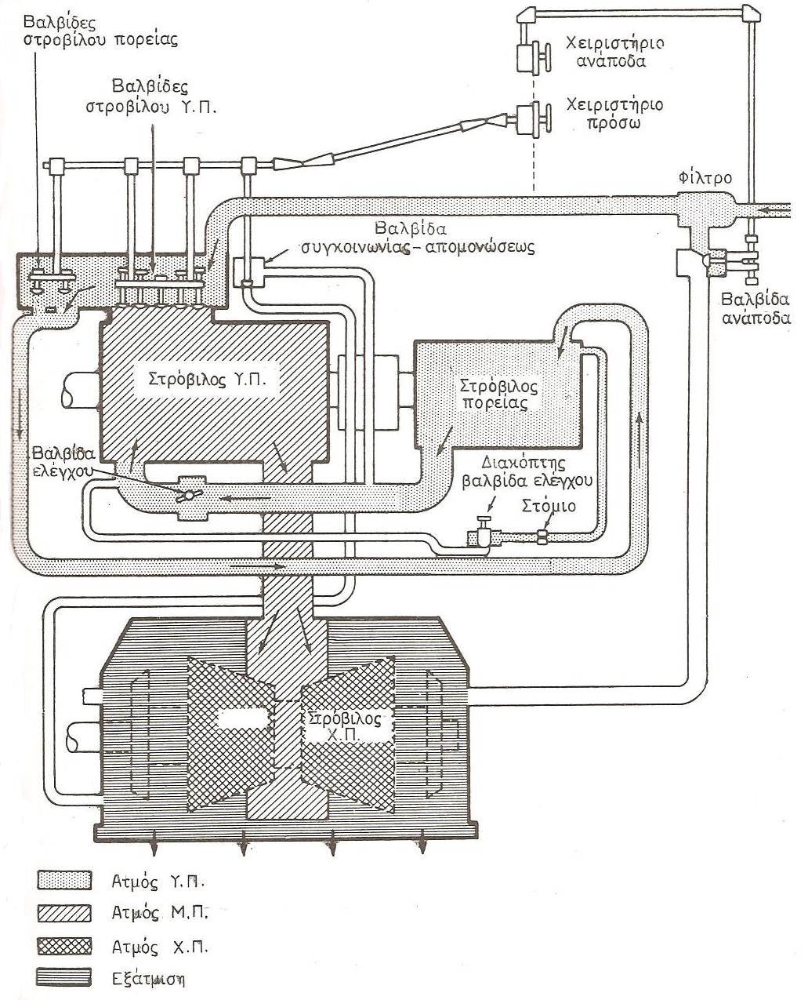 Βαλβίδες
στροβίλου πορείας
Βαλβίδες
στροβίλου Υ.Π.
Χειριστήριο
ανάποδα
Χειριστήριο
πρόσω
Φίλτρο
Βαλβίδα
συγκοινωνίας-απομονώσεως
Βαλβίδα
ανάποδα
Στρόβιλος Υ.Π.
Στρόβιλος
πορείας
Βαλβίδα
ελέγχου
Διακόπτης
βαλβίδα ελέγχου
Στόμιο
Στρόβιλος
Χ.Π.
Ατμός Υ.Π.
Ατμός Μ.Π.
Ατμός Χ.Π.
Εξάτμιση